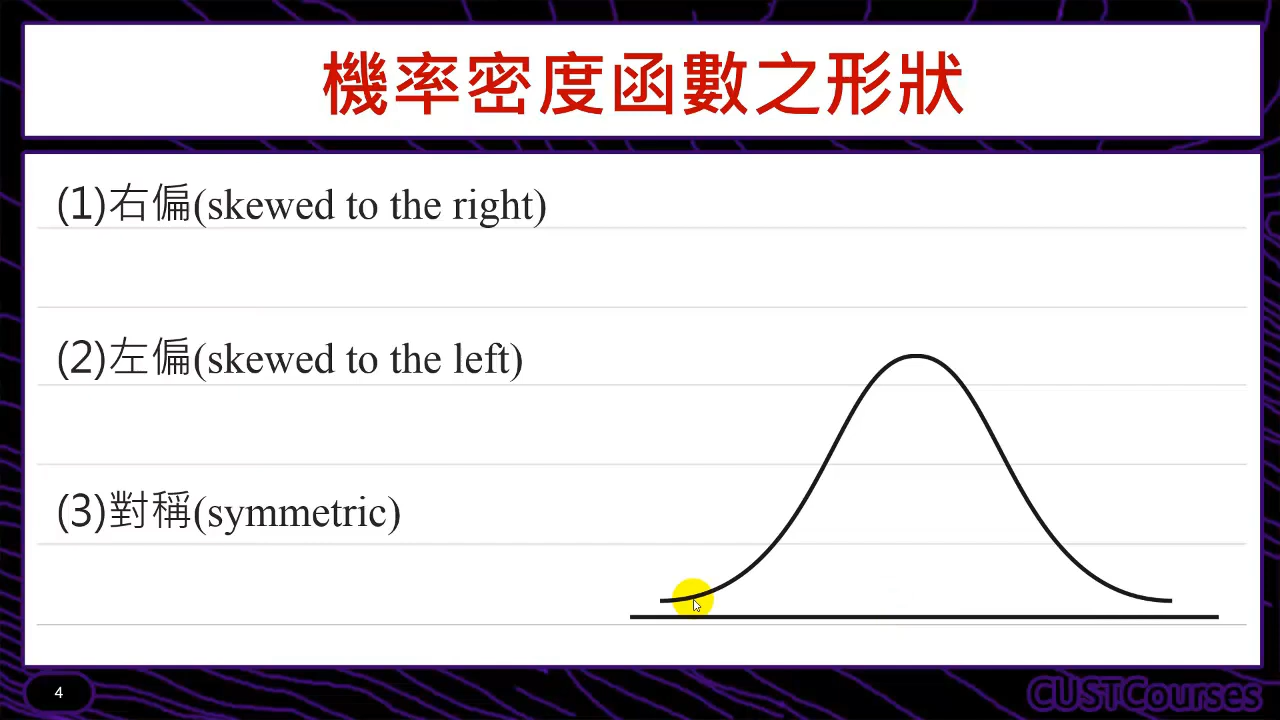 機率密度函數之形狀
(1)右偏(skewed to the right)
(2)左偏(skewed to the left)
(3)對稱(symmetric)
4
CUSTCourses